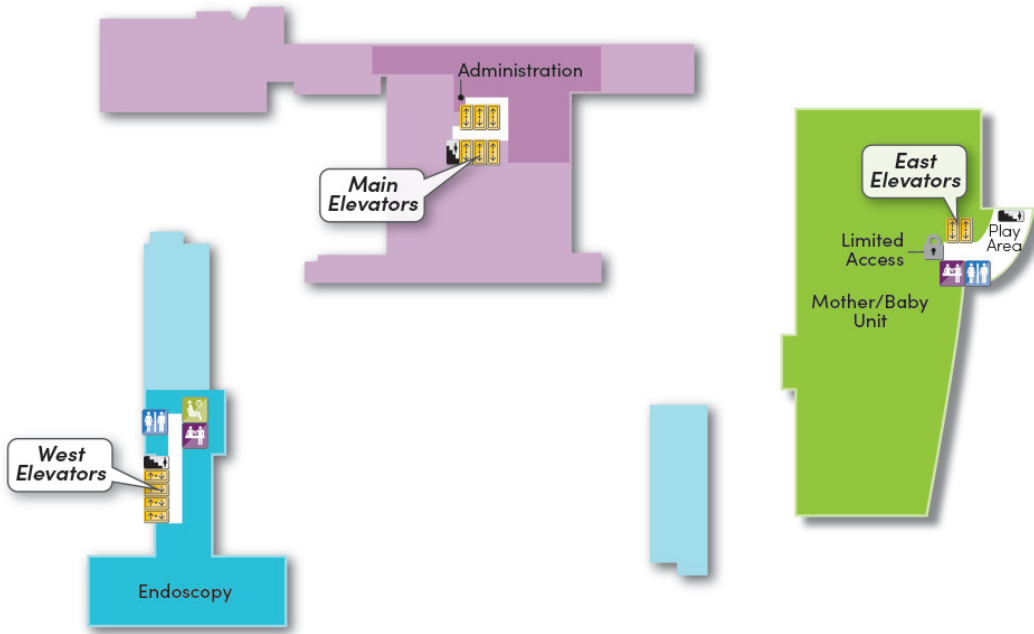 Administration
Main
Elevators
East
Elevators
Play
Area
Limited
Access
Mother/Baby
Unit
West
Elevators
Endoscopy